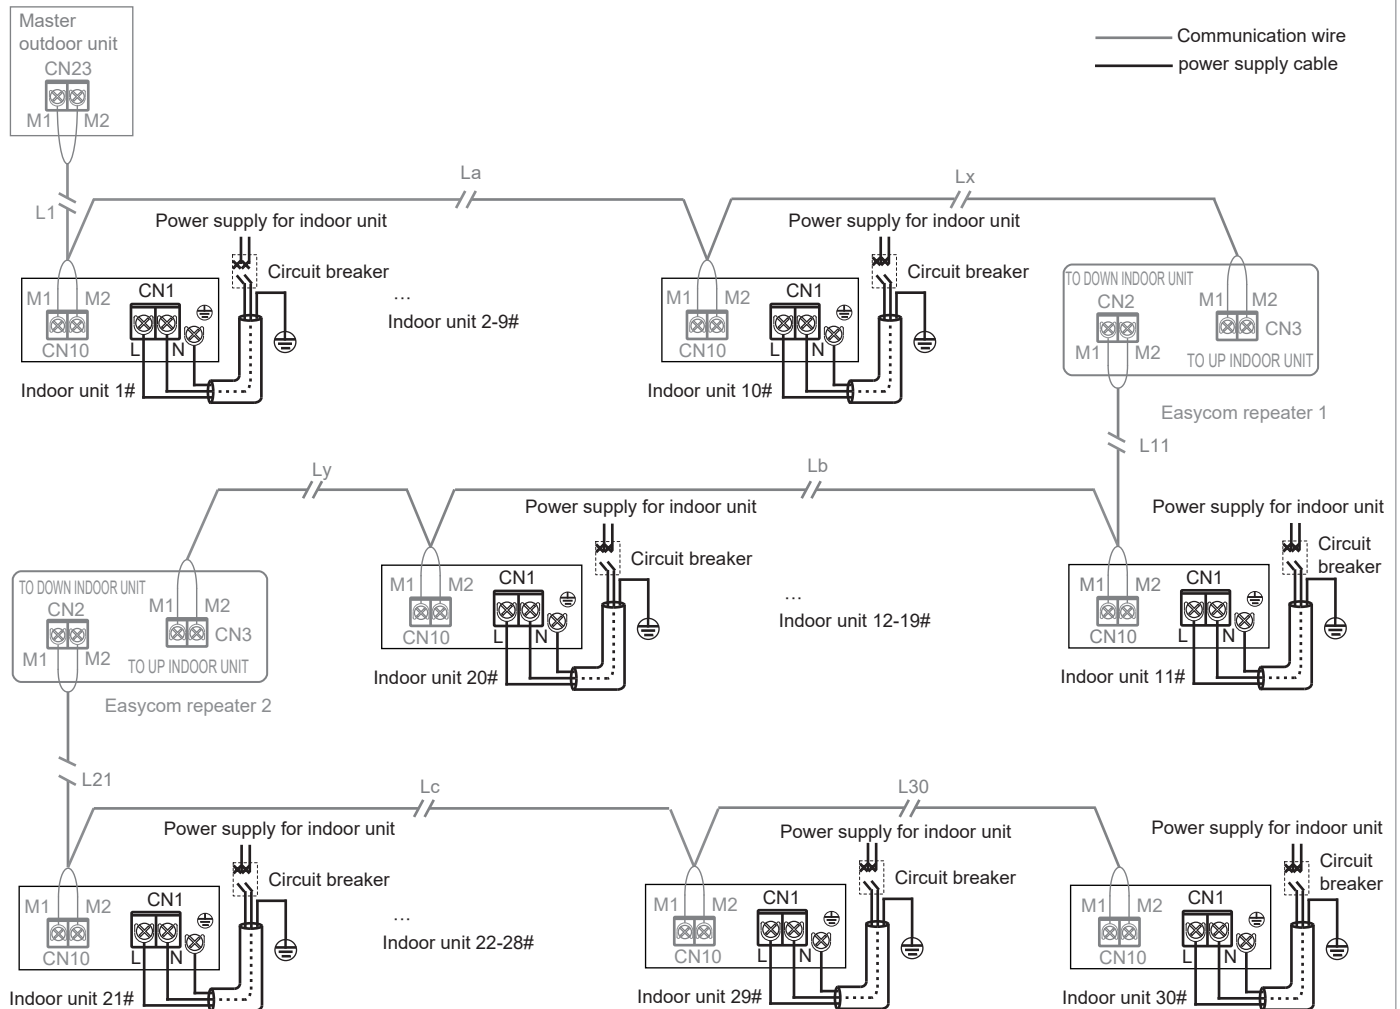 Master
outdoor unit
CN23
M1 M2
Communication wire
power supply cable
La
Lx
L1
Power supply for indoor unit
Circuit breaker
M1 M2
CN1
CN10
L N
Indoor unit 1#
...
Indoor unit 2-9#
Power supply for indoor unit
Circuit breaker
M1 M2
CN1
CN10
L N
Indoor unit 10#
TO DOWN INDOOR UNIT
CN2
M1 M2
M1 M2
CN3
TO UP INDOOR UNIT
Easycom repeater 1
L11
Ly
Lb
TO DOWN INDOOR UNIT
CN2
M1 M2
M1 M2
CN3
TO UP INDOOR UNIT
Easycom repeater 2
Power supply for indoor unit
Circuit breaker
M1 M2
CN1
CN10
L N
Indoor unit 20#
...
Indoor unit 12-19#
Power supply for indoor unit
Circuit
breaker
M1 M2
CN1
CN10
L N
Indoor unit 11#
L21
Lc
L30
Power supply for indoor unit
Circuit breaker
M1 M2
CN1
CN10
L N
Indoor unit 21#
...
Indoor unit 22-28#
Power supply for indoor unit
Circuit breaker
M1 M2
CN1
CN10
L N
Indoor unit 29#
Power supply for indoor unit
Circuit
breaker
M1 M2
CN1
CN10
L N
Indoor unit 30#